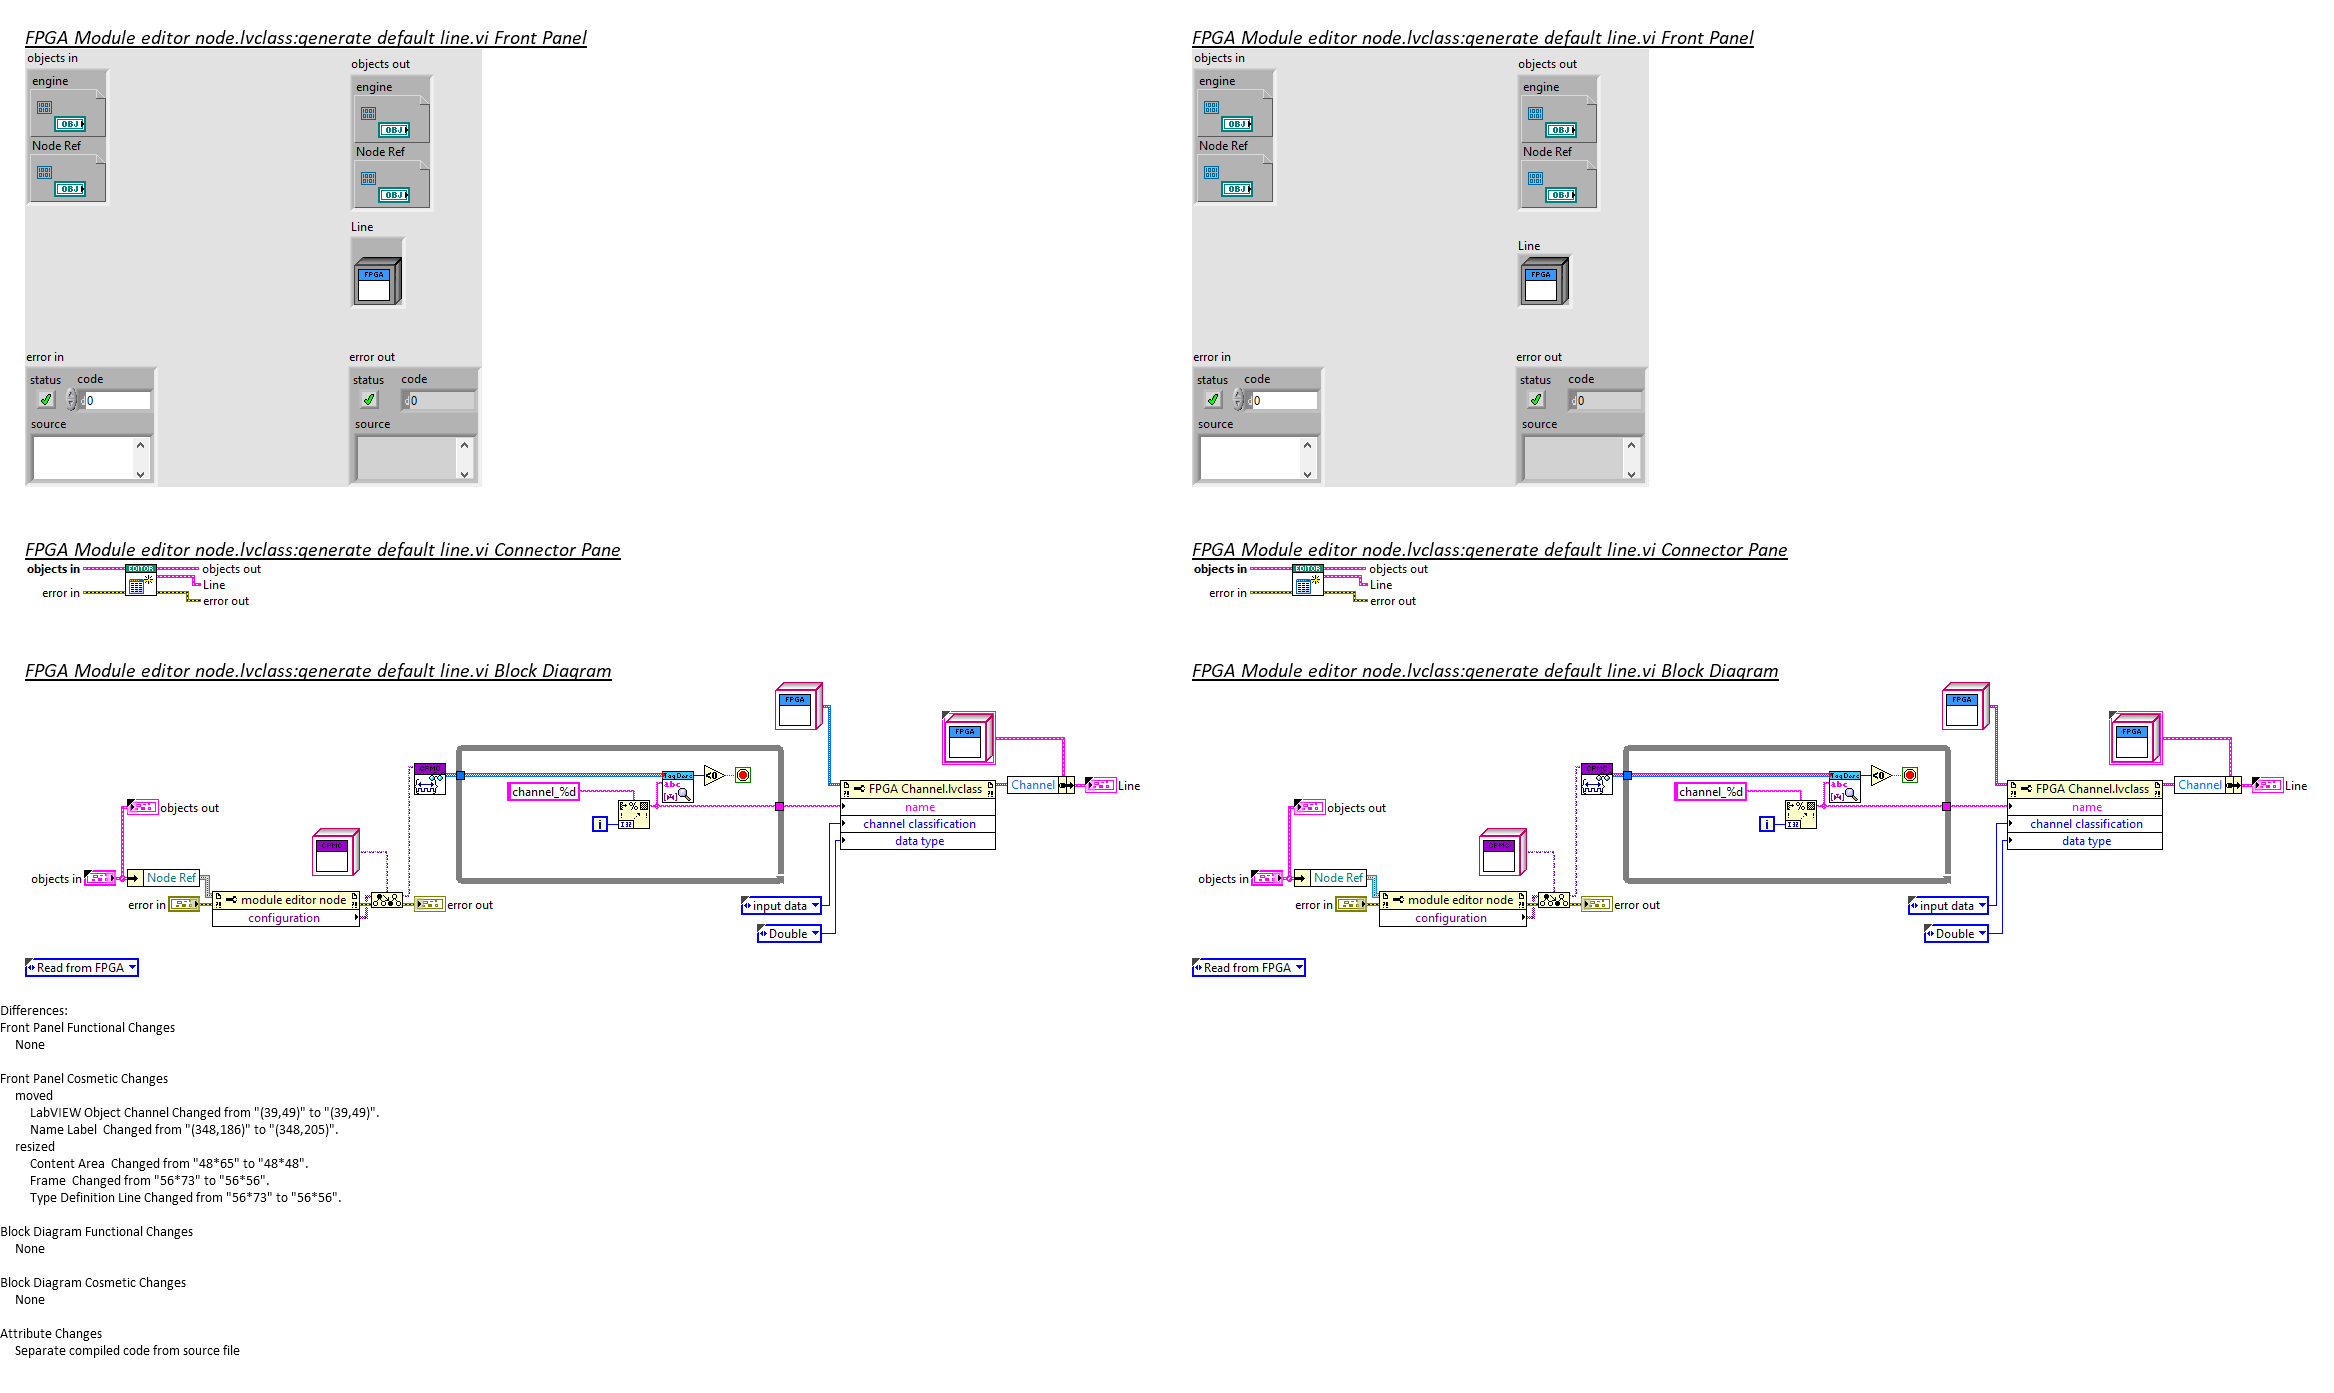 FPGA Module editor node.lvclass:generate default line.vi Front Panel
objects in
engine
OBJ
Node Ref
OBJ
objects out
engine
OBJ
Node Ref
OBJ
Line
FPGA
error in
status code
0
source
error out
status code
0
source
FPGA Module editor node.lvclass:generate default line.vi Connector Pane
objects in
EDITOR
objects out
Line
error in
error out
FPGA Module editor node.lvclass:generate default line.vi Block Diagram
FPGA
FPGA
CPMC
Tag Desc
abc
channel_%d
I32
i
FPGA Channel.lvclass
name
channel classification
data type
Channel
Line
objects out
CPMC
objects in
Node Ref
error in
module editor node
configuration
error out
input data
Double
Read from FPGA
FPGA Module editor node.lvclass:generate default line.vi Front Panel
objects in
engine
OBJ
Node Ref
OBJ
objects out
engine
OBJ
Node Ref
OBJ
Line
FPGA
error in
status code
0
source
error out
status code
0
source
FPGA Module editor node.lvclass:generate default line.vi Connector Pane
objects in
EDITOR
objects out
Line
error in
error out
FPGA Module editor node.lvclass:generate default line.vi Block Diagram
FPGA
FPGA
CPMC
Tag Desc
abc
channel_%d
I32
i
FPGA Channel.lvclass
name
channel classification
data type
Channel
Line
objects out
CPMC
objects in
Node Ref
error in
module editor node
configuration
error out
input data
Double
Read from FPGA
Differences:
Front Panel Functional Changes
None
Front Panel Cosmetic Changes
moved
LabVIEW Object Channel Changed from "(39,49)" to "(39,49)".
Name Label  Changed from "(348,186)" to "(348,205)".
resized
Content Area  Changed from "48*65" to "48*48".
Frame  Changed from "56*73" to "56*56".
Type Definition Line Changed from "56*73" to "56*56".
Block Diagram Functional Changes
None
Block Diagram Cosmetic Changes
None
Attribute Changes
Separate compiled code from source file